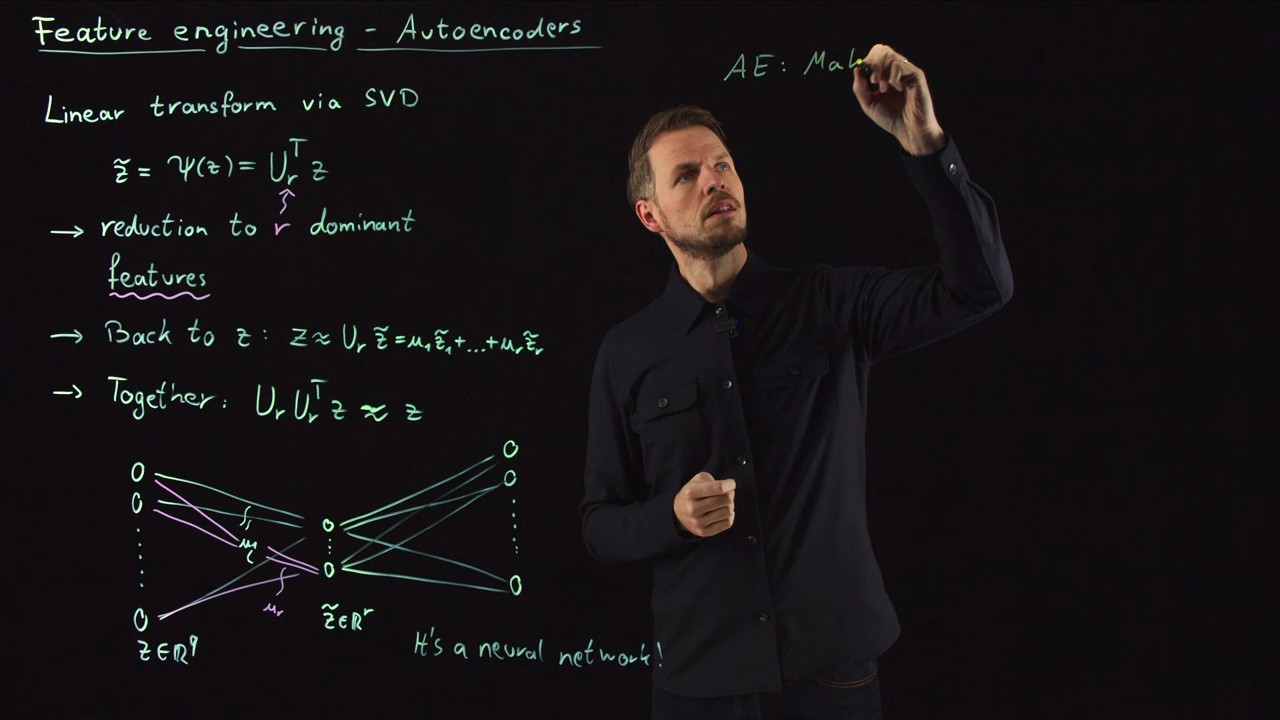 Feature engineering - Autoencoders
Linear transform via SVD
z̃ = Ψ(z) = U_r^T z
→ reduction to r dominant
features
→ Back to z : z ≈ U_r z̃ = u_1 z̃_1 + ... + u_r z̃_r
→ Together : U_r U_r^T z ≈ z
u_1
u_r
z ∈ ℝ^q
z̃ ∈ ℝ^r
It's a neural network!
AE : Mak